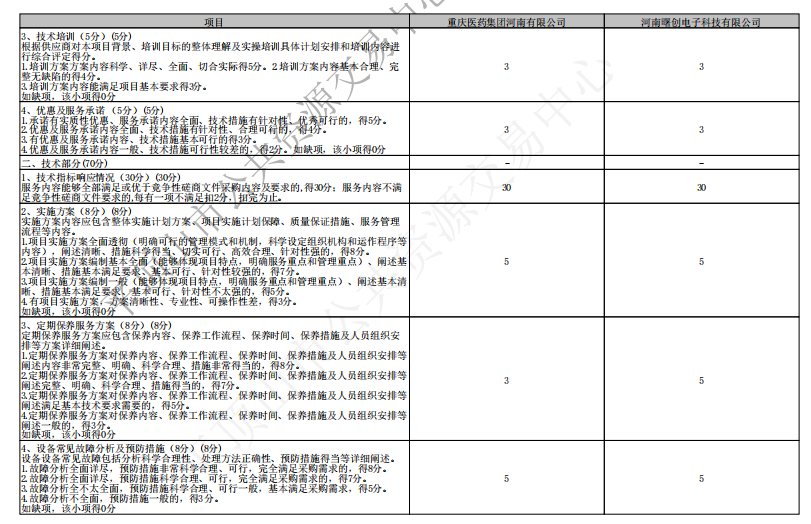 项目 重庆医药集团河南有限公司 河南曙创电子科技有限公司
3、技术培训（5分）(5分)
根据供应商对本项目背景、培训目标的整体理解及实操培训具体计划安排和培训内容进
行综合评定得分。
1.培训方案方案内容科学、详尽、全面、切合实际得5分。2.培训方案内容基本合理、完
整无缺陷的得4分。
3.培训方案内容能满足项目基本要求得3分。
如缺项，该小项得0分
3 3
4、优惠及服务承诺（5分）(5分)
1.承诺有实质性优惠、服务承诺内容全面、技术措施有针对性、优秀可行的，得5分。
2.优惠及服务承诺内容全面、技术措施有针对性、合理可行的，得4分。
3.有优惠及服务承诺内容、技术措施基本可行的得3分。
4.优惠及服务承诺内容一般、技术措施可行性较差的，得2分。如缺项，该小项得0分
3 3
二、技术部分(70分) - -
1、技术指标响应情况（30分）(30分)
服务内容能够全部满足或优于竞争性磋商文件采购内容及要求的,得30分；服务内容不满
足竞争性磋商文件要求的,每有一项不满足扣2分，扣完为止。
30 30
2、实施方案（8分）(8分)
实施方案内容应包含整体实施计划方案、项目实施计划保障、质量保证措施、服务管理
流程等内容。
1.项目实施方案全面透彻（明确可行的管理模式和机制，科学设定组织机构和运作程序等
内容），阐述清晰、措施科学得当、切实可行、高效合理、针对性强的，得8分。
2.项目实施方案编制基本全面（能够体现项目特点，明确服务重点和管理重点）、阐述基
本清晰、措施基本满足要求、基本可行、针对性较强的，得7分。
3.项目实施方案编制一般（能够体现项目特点，明确服务重点和管理重点）、阐述基本清
晰、措施基本满足要求、基本可行、针对性不太强的，得5分。
4.有项目实施方案，方案清晰性、专业性、可操作性差，得3分。
如缺项，该小项得0分
5 5
3、定期保养服务方案（8分）(8分)
定期保养服务方案应包含保养内容、保养工作流程、保养时间、保养措施及人员组织安
排等方案详细阐述。
1.定期保养服务方案对保养内容、保养工作流程、保养时间、保养措施及人员组织安排等
阐述内容非常完整、明确、科学合理、措施非常得当的，得8分。
2.定期保养服务方案对保养内容、保养工作流程、保养时间、保养措施及人员组织安排等
阐述完整、明确、科学合理、措施得当的，得7分。
3.定期保养服务方案对保养内容、保养工作流程、保养时间、保养措施及人员组织安排等
阐述满足基本技术要求需要的，得5分。
4.定期保养服务方案对保养内容、保养工作流程、保养时间、保养措施及人员组织安排等
阐述一般的，得3分。
如缺项，该小项得0分
3 5
4、设备常见故障分析及预防措施（8分）(8分)
设备设备常见故障包括分析科学合理性、处理方法正确性、预防措施得当等详细阐述。
1.故障分析全面详尽，预防措施非常科学合理、可行，完全满足采购需求的，得8分。
2.故障分析全面详尽，预防措施科学合理、可行，完全满足采购需求的，得7分。
3.故障分析全不太全面，预防措施科学合理、可行一般，基本满足采购需求，得5分。
4.故障分析不全面，预防措施一般的，得3分。
如缺项，该小项得0分
5 5
市公共资源交易中心
公共资源交易中心